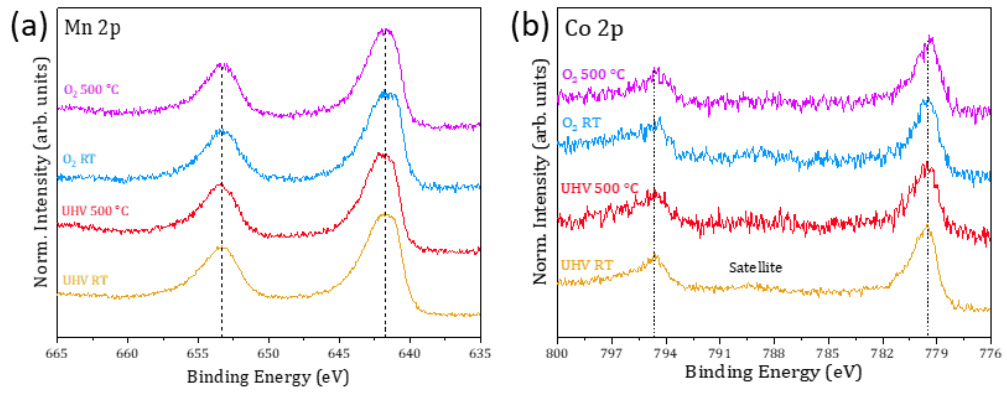 (a)
Mn 2p
O₂ 500 °C
O₂ RT
UHV 500 °C
UHV RT
Norm. Intensity (arb. units)
665 660 655 650 645 640 635
Binding Energy (eV)
(b)
Co 2p
O₂ 500 °C
O₂ RT
UHV 500 °C
UHV RT
Satellite
Norm. Intensity (arb. units)
800 797 794 791 788 785 782 779 776
Binding Energy (eV)